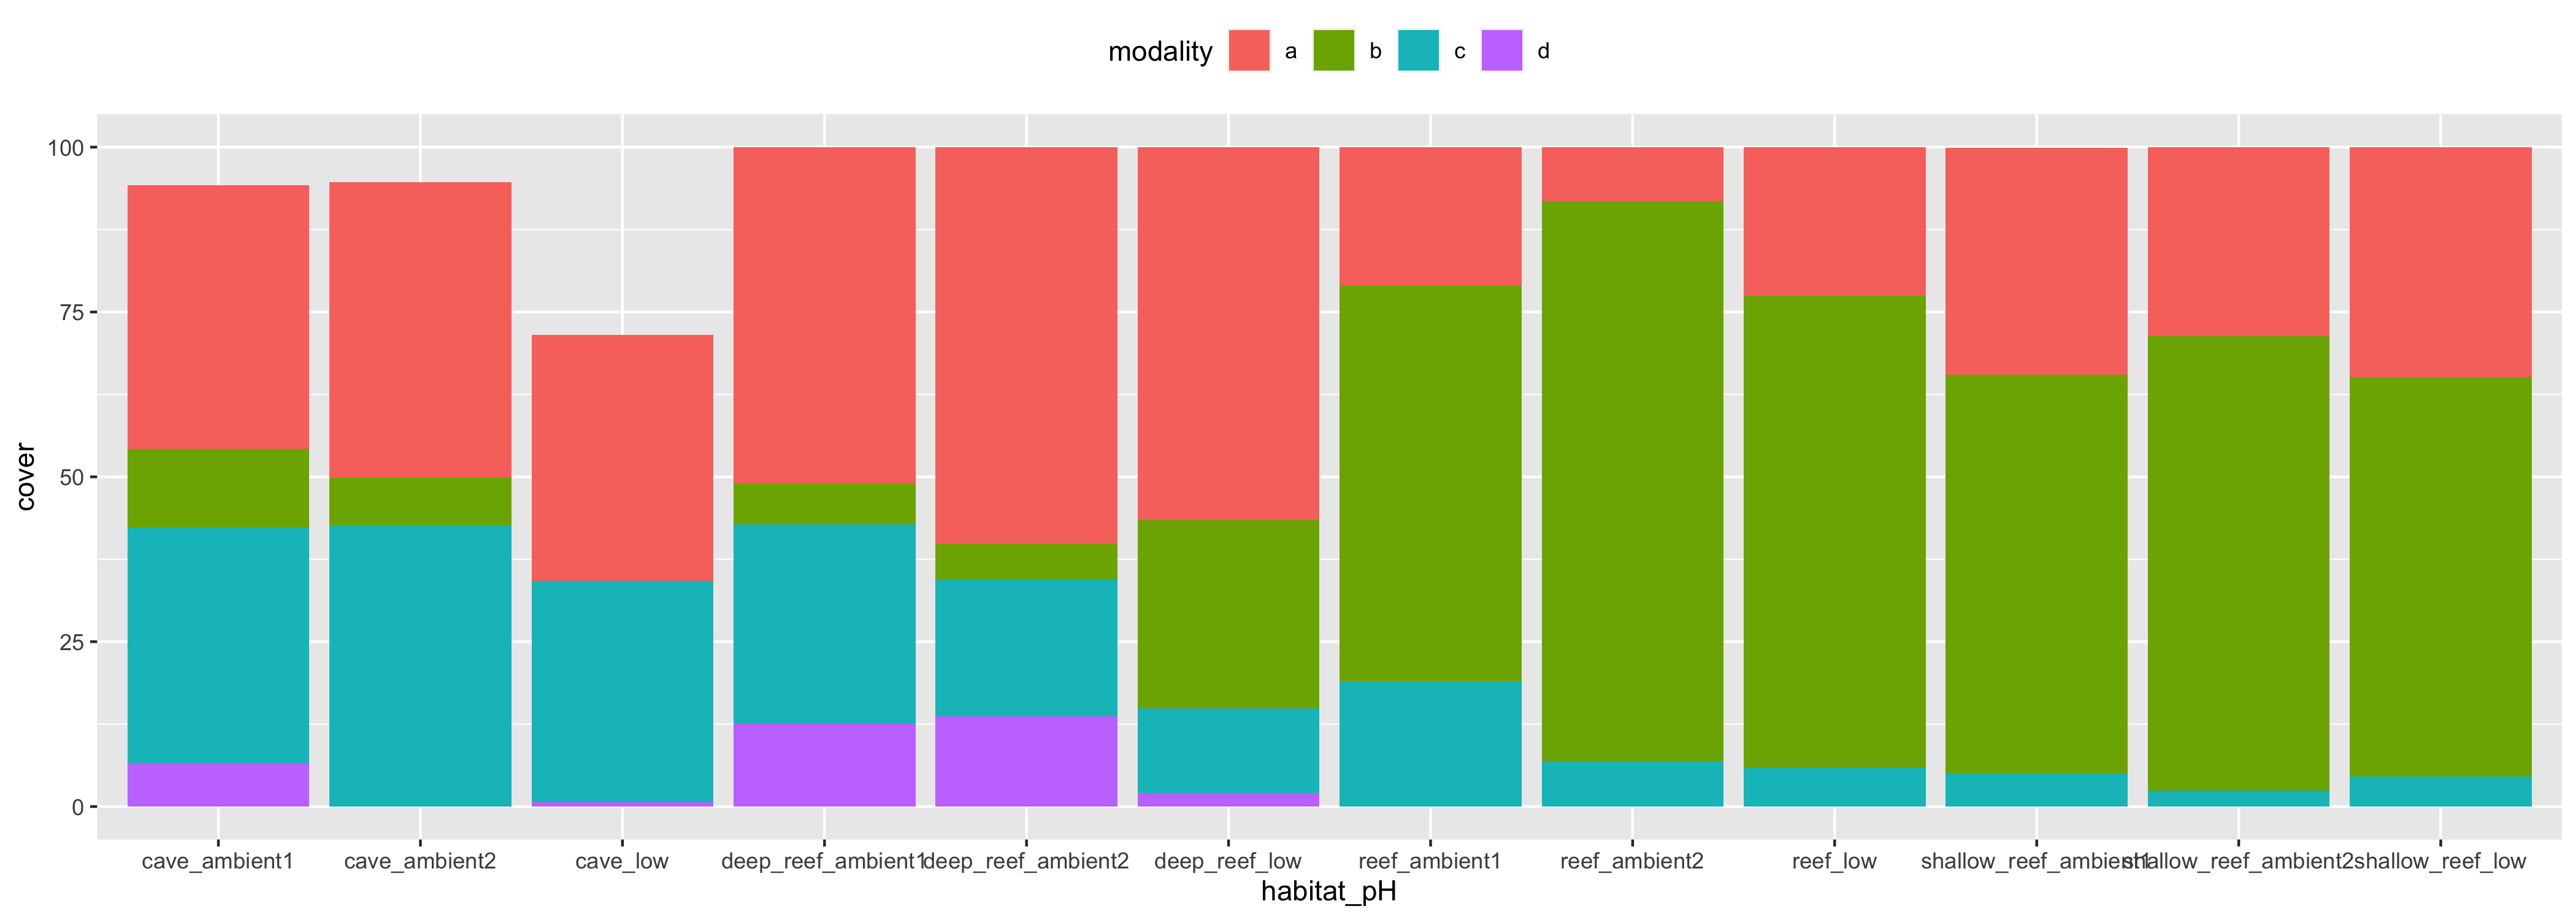 modality a b c d
100
75
50
25
0
cover
cave_ambient1 cave_ambient2 cave_low deep_reef_ambient1 deep_reef_ambient2 deep_reef_low reef_ambient1 reef_ambient2 reef_low shallow_reef_ambient1 shallow_reef_ambient2 shallow_reef_low
habitat_pH